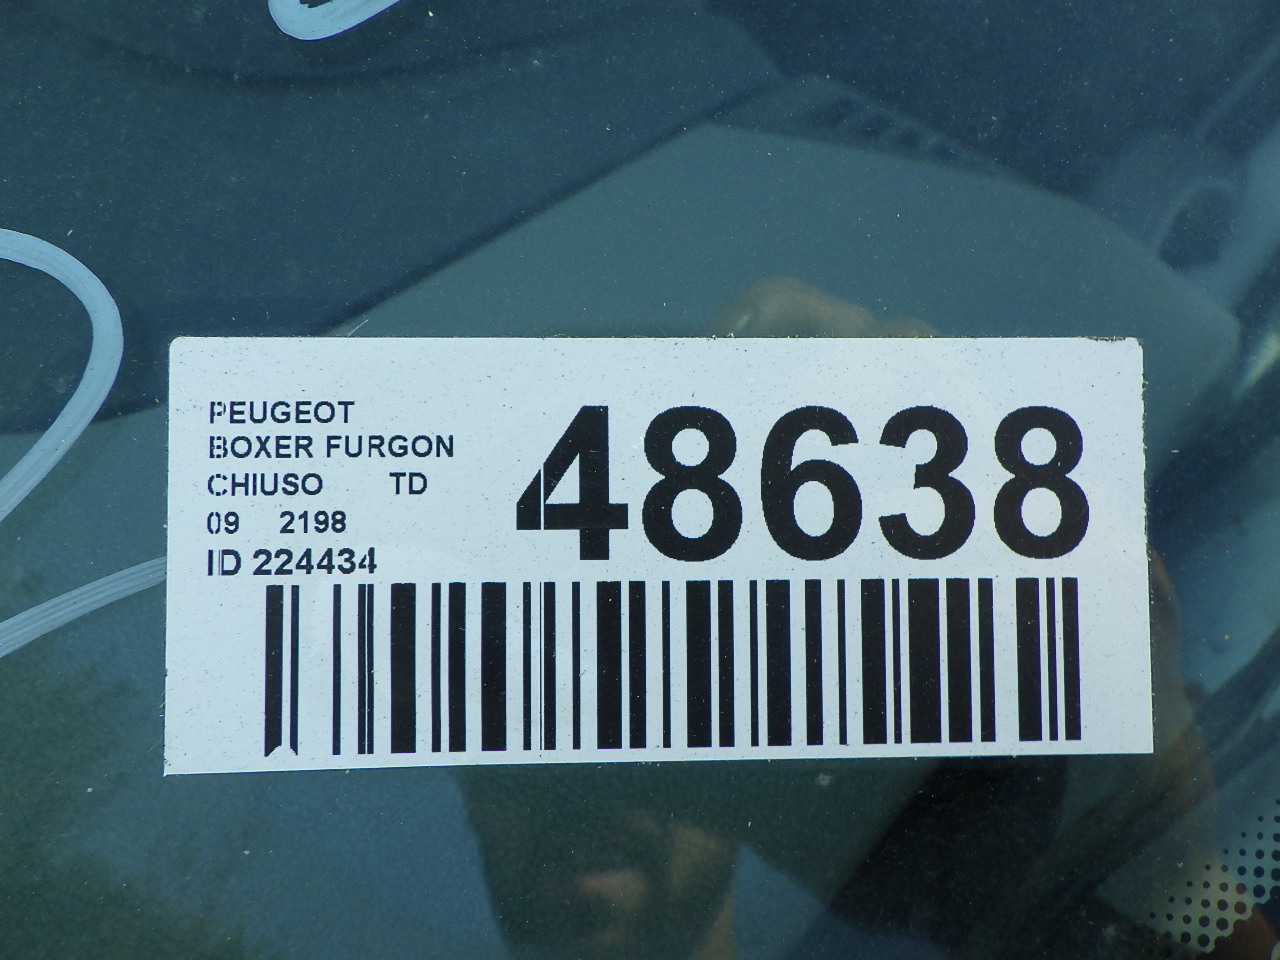 PEUGEOT
BOXER FURGON
CHIUSO TD
09 2198
ID 224434
48638